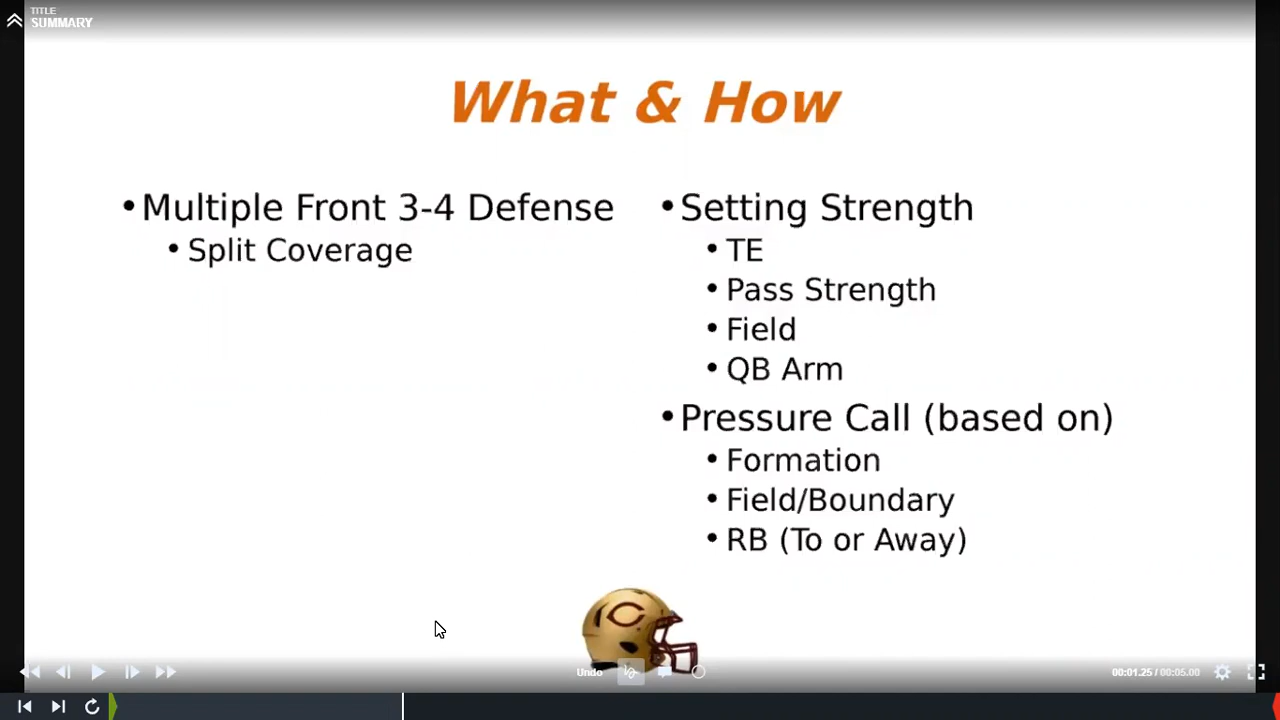 TITLE
SUMMARY
What & How
• Multiple Front 3-4 Defense
• Split Coverage
• Setting Strength
• TE
• Pass Strength
• Field
• QB Arm
• Pressure Call (based on)
• Formation
• Field/Boundary
• RB (To or Away)
C
Undo
00:01.25 / 00:05.00